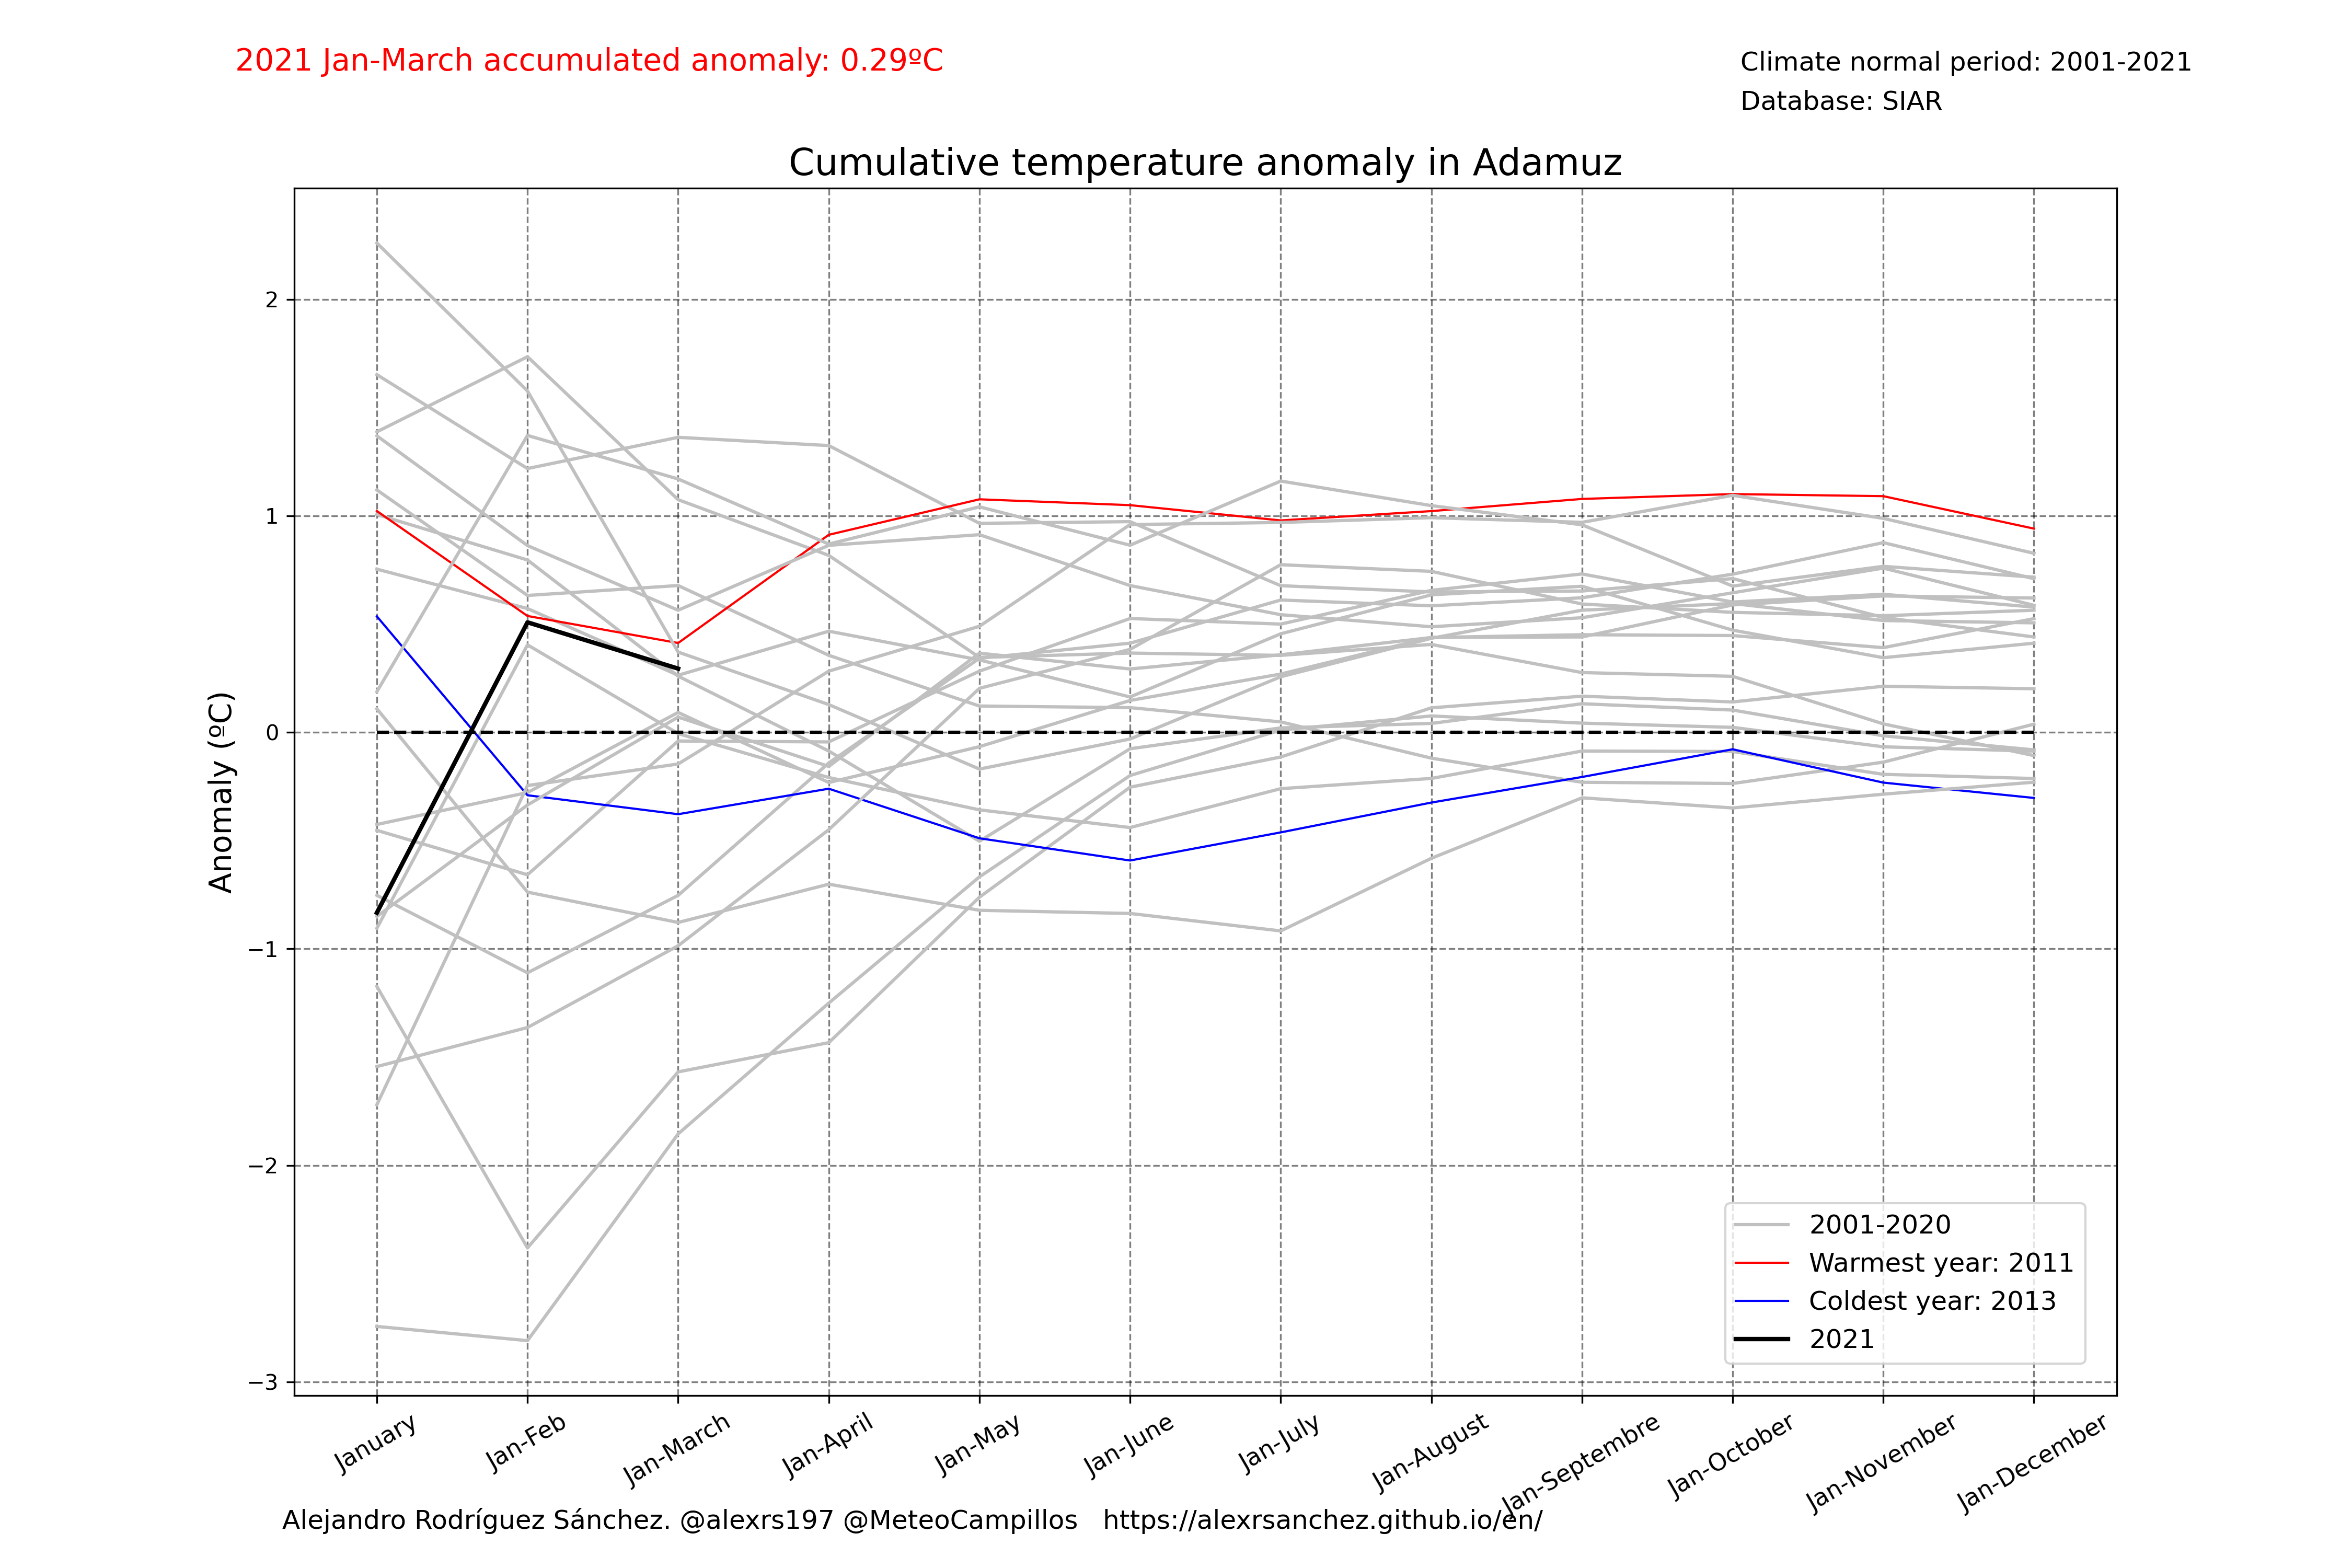 2021 Jan-March accumulated anomaly: 0.29ºC
Climate normal period: 2001-2021
Database: SIAR
Cumulative temperature anomaly in Adamuz
Anomaly (ºC)
2
1
0
−1
−2
−3
2001-2020
Warmest year: 2011
Coldest year: 2013
2021
January
Jan-Feb
Jan-March
Jan-April
Jan-May
Jan-June
Jan-July
Jan-August
Jan-Septembre
Jan-October
Jan-November
Jan-December
Alejandro Rodríguez Sánchez. @alexrs197 @MeteoCampillos   https://alexrsanchez.github.io/en/